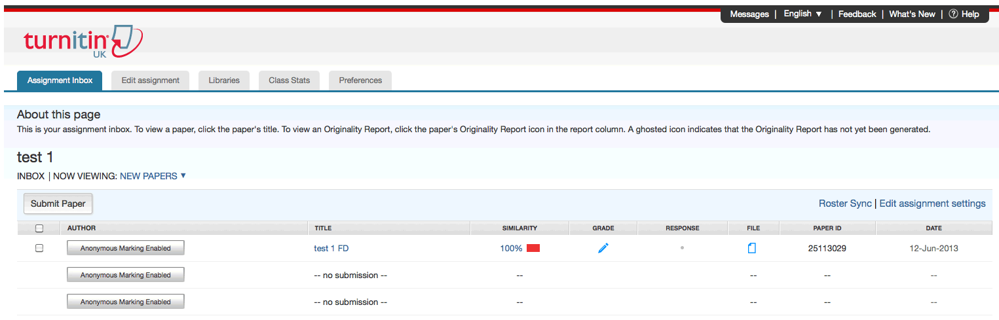 Messages | English ▼ | Feedback | What's New | ? Help
turnitin
UK
Assignment Inbox Edit assignment Libraries Class Stats Preferences
About this page
This is your assignment inbox. To view a paper, click the paper's title. To view an Originality Report, click the paper's Originality Report icon in the report column. A ghosted icon indicates that the Originality Report has not yet been generated.
test 1
INBOX | NOW VIEWING: NEW PAPERS ▼
Submit Paper Roster Sync | Edit assignment settings
AUTHOR TITLE SIMILARITY GRADE RESPONSE FILE PAPER ID DATE
Anonymous Marking Enabled test 1 FD 100% 25113029 12-Jun-2013
Anonymous Marking Enabled -- no submission -- -- -- -- --
Anonymous Marking Enabled -- no submission -- -- -- -- --